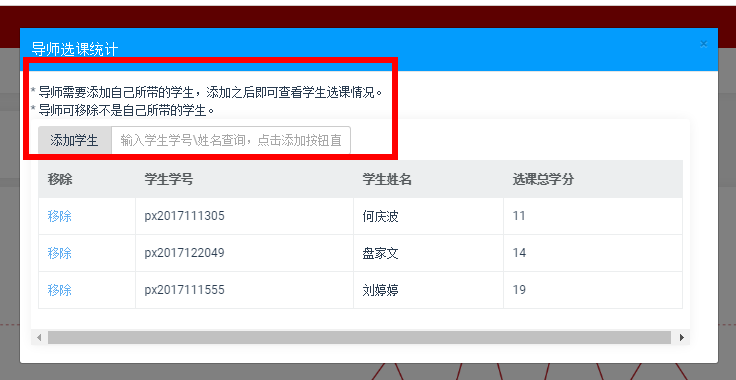 导师选课统计
×
* 导师需要添加自己所带的学生，添加之后即可查看学生选课情况。
* 导师可移除不是自己所带的学生。
添加学生 输入学生学号\姓名查询，点击添加按钮直
移除 学生学号 学生姓名 选课总学分
移除 px2017111305 何庆波 11
移除 px2017122049 盘家文 14
移除 px2017111555 刘婷婷 19